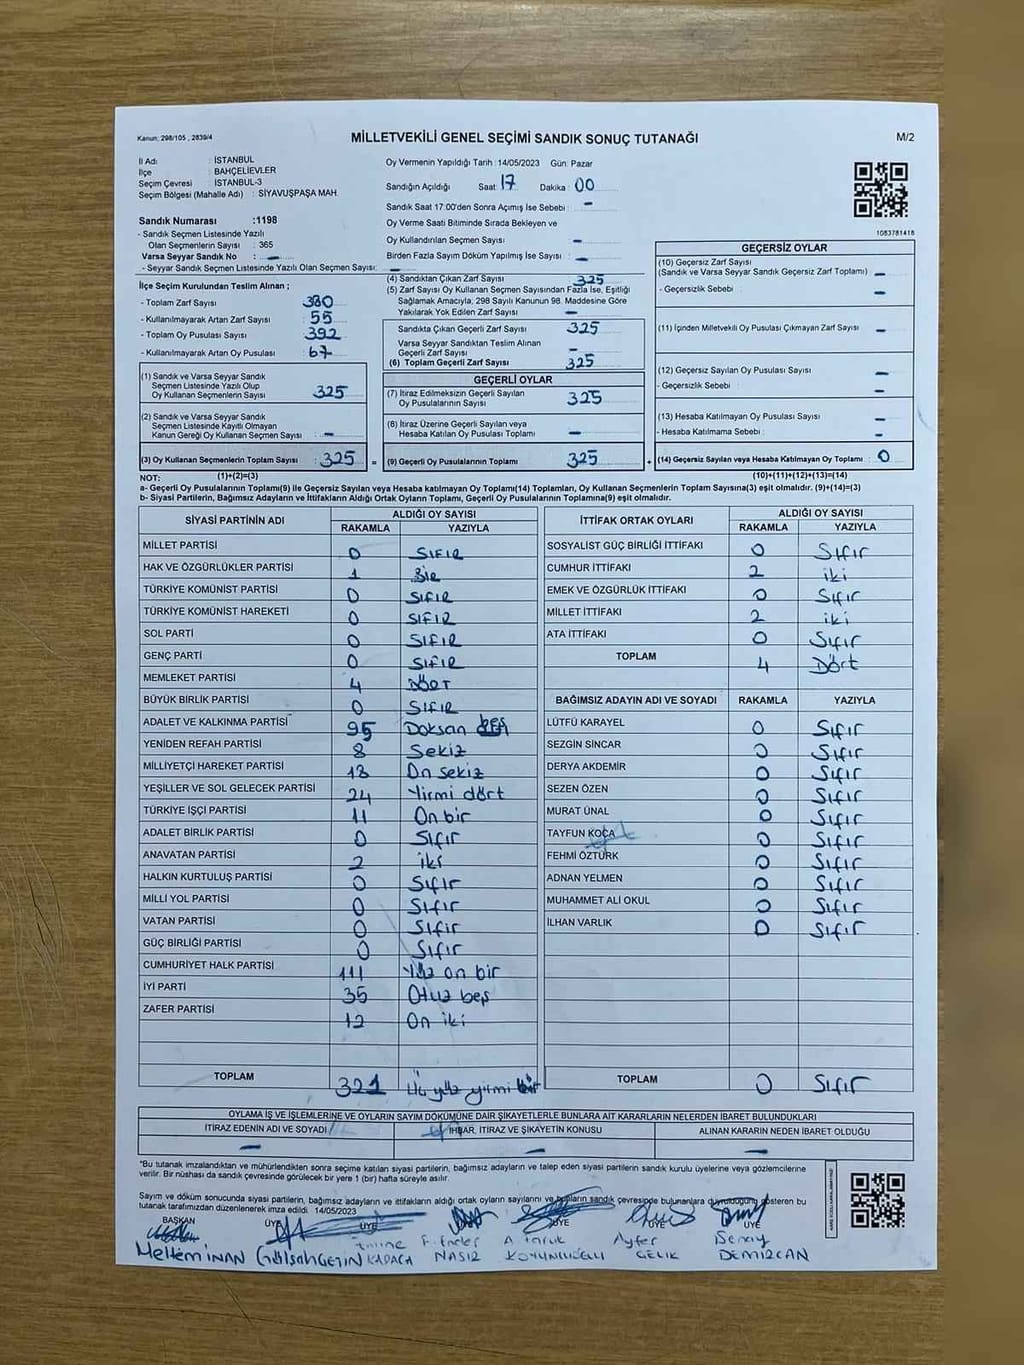 Kanun; 298/105 , 2839/4
MİLLETVEKİLİ GENEL SEÇİMİ SANDIK SONUÇ TUTANAĞI
M/2
İl Adı : İSTANBUL
İlçe : BAHÇELİEVLER
Seçim Çevresi : İSTANBUL-3
Seçim Bölgesi (Mahalle Adı) : SİYAVUŞPAŞA MAH.
Sandık Numarası :1198
- Sandık Seçmen Listesinde Yazılı
Olan Seçmenlerin Sayısı : 365
Varsa Seyyar Sandık No : -
- Seyyar Sandık Seçmen Listesinde Yazılı Olan Seçmen Sayısı: -
Oy Vermenin Yapıldığı Tarih : 14/05/2023 Gün: Pazar
Sandığın Açıldığı Saat: 17 Dakika : 00
Sandık Saat 17:00'den Sonra Açımış İse Sebebi : -
Oy Verme Saati Bitiminde Sırada Bekleyen ve
Oy Kullandırılan Seçmen Sayısı -
Birden Fazla Sayım Döküm Yapılmış İse Sayısı : -
1083781418
İlçe Seçim Kurulundan Teslim Alınan ;
- Toplam Zarf Sayısı : 380
- Kullanılmayarak Artan Zarf Sayısı : 55
- Toplam Oy Pusulası Sayısı : 392
- Kullanılmayarak Artan Oy Pusulası : 67
(1) Sandık ve Varsa Seyyar Sandık
Seçmen Listesinde Yazılı Olup
Oy Kullanan Seçmenlerin Sayısı : 325
(2) Sandık ve Varsa Seyyar Sandık
Seçmen Listesinde Kayıtlı Olmayan
Kanun Gereği Oy Kullanan Seçmen Sayısı : -
(3) Oy Kullanan Seçmenlerin Toplam Sayısı : 325 =
(4) Sandıktan Çıkan Zarf Sayısı : 325
(5) Zarf Sayısı Oy Kullanan Seçmen Sayısından Fazla İse, Eşitliği
Sağlamak Amacıyla; 298 Sayılı Kanunun 98. Maddesine Göre
Yakılarak Yok Edilen Zarf Sayısı : -
Sandıkta Çıkan Geçerli Zarf Sayısı : 325
Varsa Seyyar Sandıktan Teslim Alınan
Geçerli Zarf Sayısı : -
(6) Toplam Geçerli Zarf Sayısı : 325
GEÇERLİ OYLAR
(7) İtiraz Edilmeksizin Geçerli Sayılan
Oy Pusulalarının Sayısı : 325
(8) İtiraz Üzerine Geçerli Sayılan veya
Hesaba Katılan Oy Pusulası Toplamı : -
(9) Geçerli Oy Pusulalarının Toplamı : 325 +
GEÇERSİZ OYLAR
(10) Geçersiz Zarf Sayısı
(Sandık ve Varsa Seyyar Sandık Geçersiz Zarf Toplamı) : -
- Geçersizlik Sebebi : -
(11) İçinden Milletvekili Oy Pusulası Çıkmayan Zarf Sayısı : -
(12) Geçersiz Sayılan Oy Pusulası Sayısı : -
- Geçersizlik Sebebi : -
(13) Hesaba Katılmayan Oy Pusulası Sayısı : -
- Hesaba Katılmama Sebebi : -
(14) Geçersiz Sayılan veya Hesaba Katılmayan Oy Toplamı : 0
NOT: (1)+(2)=(3) (10)+(11)+(12)+(13)=(14)
a- Geçerli Oy Pusulalarının Toplamı(9) ile Geçersiz Sayılan veya Hesaba katılmayan Oy Toplamı(14) Toplamları, Oy Kullanan Seçmenlerin Toplam Sayısına(3) eşit olmalıdır. (9)+(14)=(3)
b- Siyasi Partilerin, Bağımsız Adayların ve İttifakların Aldığı Ortak Oyların Toplamı, Geçerli Oy Pusulalarının Toplamına(9) eşit olmalıdır.
SİYASİ PARTİNİN ADI ALDIĞI OY SAYISI
RAKAMLA YAZIYLA
MİLLET PARTİSİ 0 SIFIR
HAK VE ÖZGÜRLÜKLER PARTİSİ 1 BİR
TÜRKİYE KOMÜNİST PARTİSİ 0 SIFIR
TÜRKİYE KOMÜNİST HAREKETİ 0 SIFIR
SOL PARTİ 0 SIFIR
GENÇ PARTİ 0 SIFIR
MEMLEKET PARTİSİ 4 DÖRT
BÜYÜK BİRLİK PARTİSİ 0 SIFIR
ADALET VE KALKINMA PARTİSİ 95 Doksan beş
YENİDEN REFAH PARTİSİ 8 Sekiz
MİLLİYETÇİ HAREKET PARTİSİ 18 On sekiz
YEŞİLLER VE SOL GELECEK PARTİSİ 24 Yirmi dört
TÜRKİYE İŞÇİ PARTİSİ 11 On bir
ADALET BİRLİK PARTİSİ 0 Sıfır
ANAVATAN PARTİSİ 2 iki
HALKIN KURTULUŞ PARTİSİ 0 Sıfır
MİLLİ YOL PARTİSİ 0 Sıfır
VATAN PARTİSİ 0 Sıfır
GÜÇ BİRLİĞİ PARTİSİ 0 Sıfır
CUMHURİYET HALK PARTİSİ 111 Yüz on bir
İYİ PARTİ 35 Otuz beş
ZAFER PARTİSİ 12 On iki
TOPLAM 321 Üç yüz yirmi bir
İTTİFAK ORTAK OYLARI ALDIĞI OY SAYISI
RAKAMLA YAZIYLA
SOSYALİST GÜÇ BİRLİĞİ İTTİFAKI 0 Sıfır
CUMHUR İTTİFAKI 2 iki
EMEK VE ÖZGÜRLÜK İTTİFAKI 0 Sıfır
MİLLET İTTİFAKI 2 iki
ATA İTTİFAKI 0 Sıfır
TOPLAM 4 Dört
BAĞIMSIZ ADAYIN ADI VE SOYADI RAKAMLA YAZIYLA
LÜTFÜ KARAYEL 0 Sıfır
SEZGİN SİNCAR 0 Sıfır
DERYA AKDEMİR 0 Sıfır
SEZEN ÖZEN 0 Sıfır
MURAT ÜNAL 0 Sıfır
TAYFUN KOÇA 0 Sıfır
FEHMİ ÖZTÜRK 0 Sıfır
ADNAN YELMEN 0 Sıfır
MUHAMMET ALİ OKUL 0 Sıfır
İLHAN VARLIK 0 Sıfır
TOPLAM 0 Sıfır
OYLAMA İŞ VE İŞLEMLERİNE VE OYLARIN SAYIM DÖKÜMÜNE DAİR ŞİKAYETLERLE BUNLARA AİT KARARLARIN NELERDEN İBARET BULUNDUKLARI
İTİRAZ EDENİN ADI VE SOYADI İHBAR, İTİRAZ VE ŞİKAYETİN KONUSU ALINAN KARARIN NEDEN İBARET OLDUĞU
- - -
"Bu tutanak imzalandıktan ve mühürlendikten sonra seçime katılan siyasi partilerin, bağımsız adayların ve talep eden siyasi partilerin sandık kurulu üyelerine veya gözlemcilerine
verilir. Bir nüshası da sandık çevresinde görülecek bir yere 1 (bir) hafta süreyle asılır.
Sayım ve döküm sonucunda siyasi partilerin, bağımsız adayların ve ittifakların aldığı ortak oyların sayılarını ve bunların sandık çevresinde bulunanlara duyrulduğunu gösteren bu
tutanak tarafımızdan düzenlenerek imza edildi. 14/05/2023
BAŞKAN ÜYE ÜYE ÜYE ÜYE ÜYE
Meltem İNAN Gülşah ÇETİN Emine KARACA NASIR Ayfer ÇELİK Senay DEMİRCAN